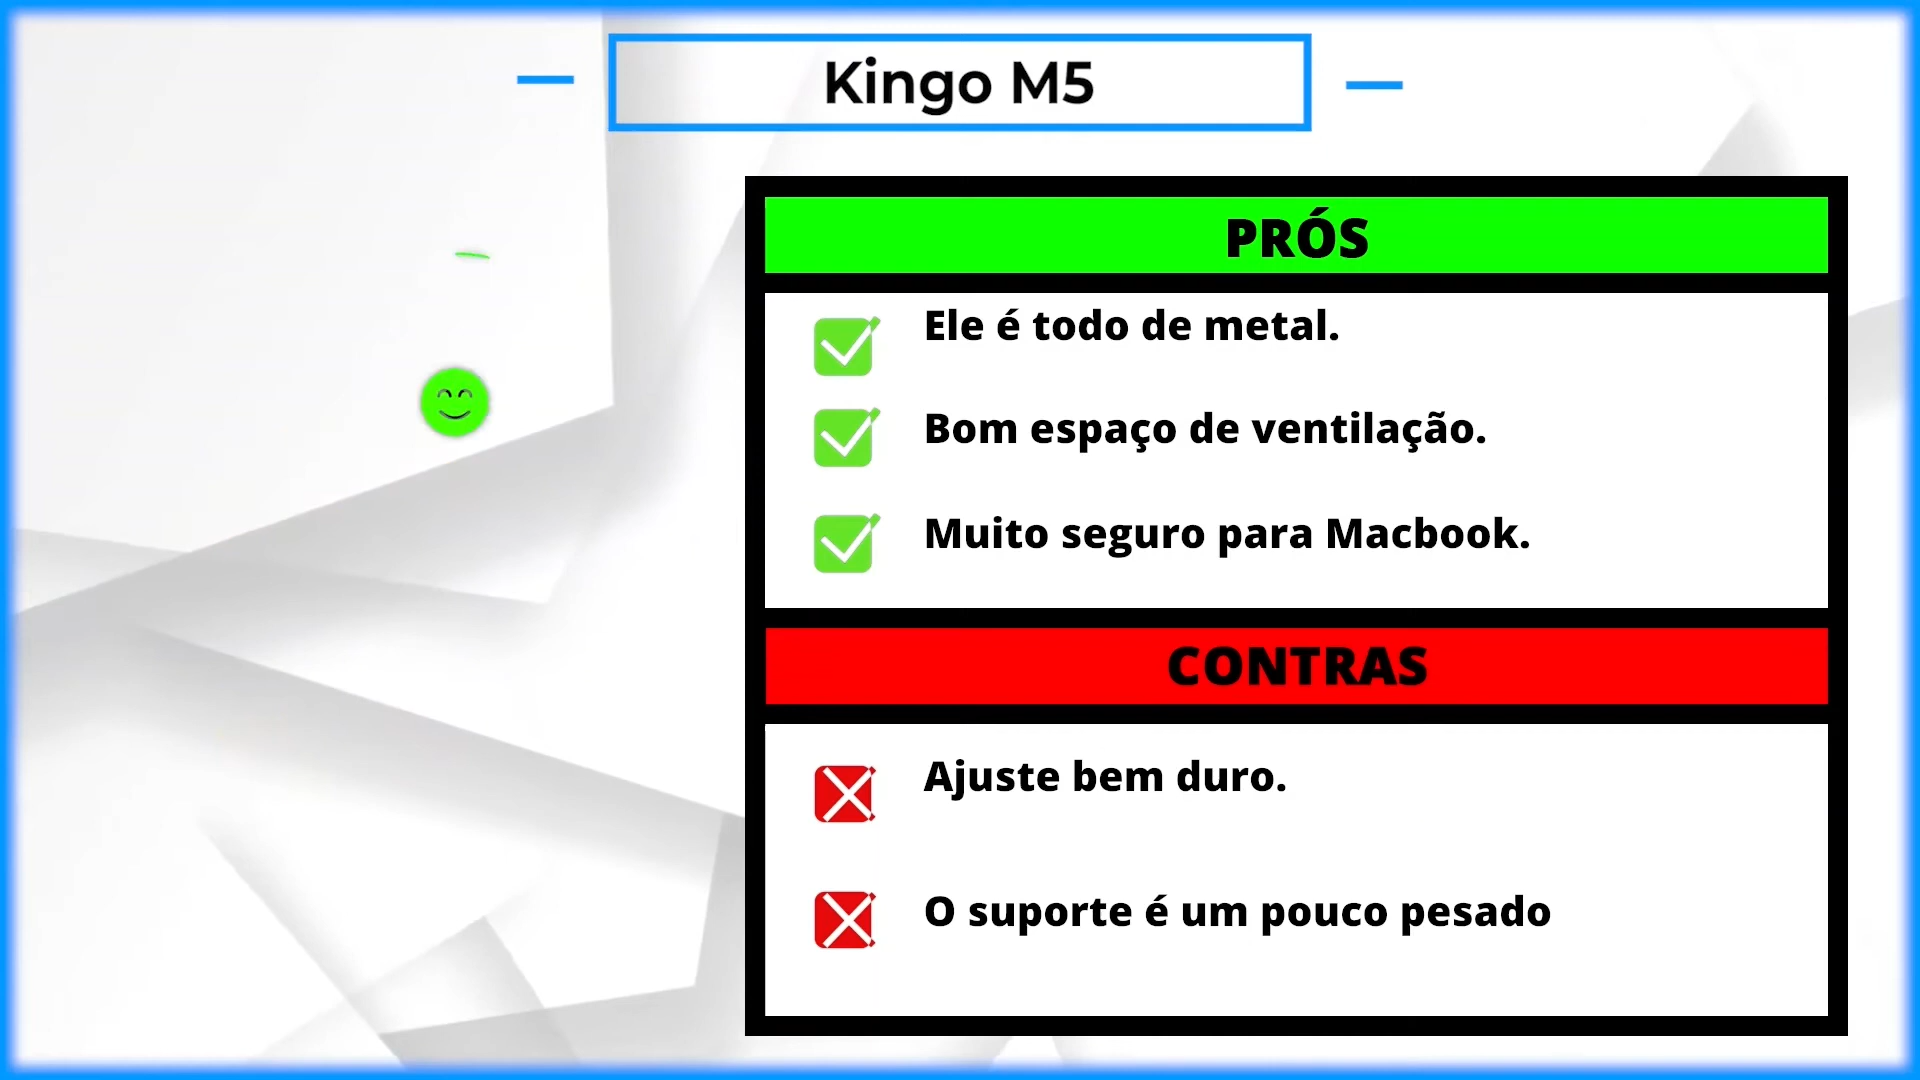 Kingo M5
PRÓS
Ele é todo de metal.
Bom espaço de ventilação.
Muito seguro para Macbook.
CONTRAS
Ajuste bem duro.
O suporte é um pouco pesado